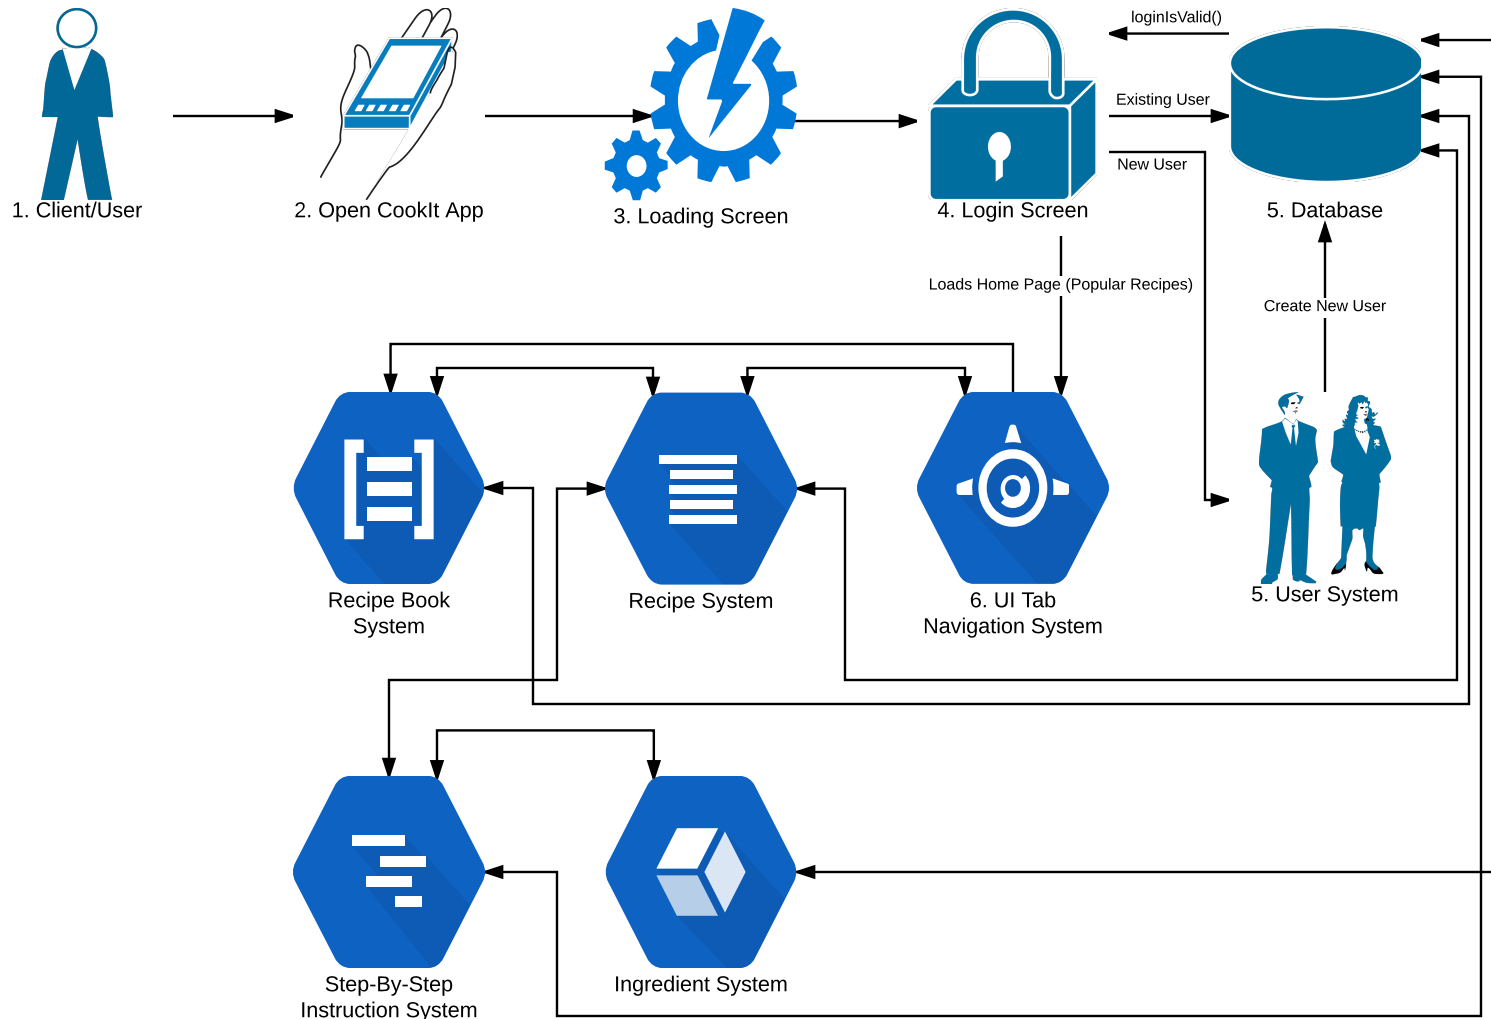 loginIsValid()
Existing User
New User
1. Client/User
2. Open CookIt App
3. Loading Screen
4. Login Screen
5. Database
Loads Home Page (Popular Recipes)
Create New User
Recipe Book
System
Recipe System
6. UI Tab
Navigation System
5. User System
Step-By-Step
Instruction System
Ingredient System